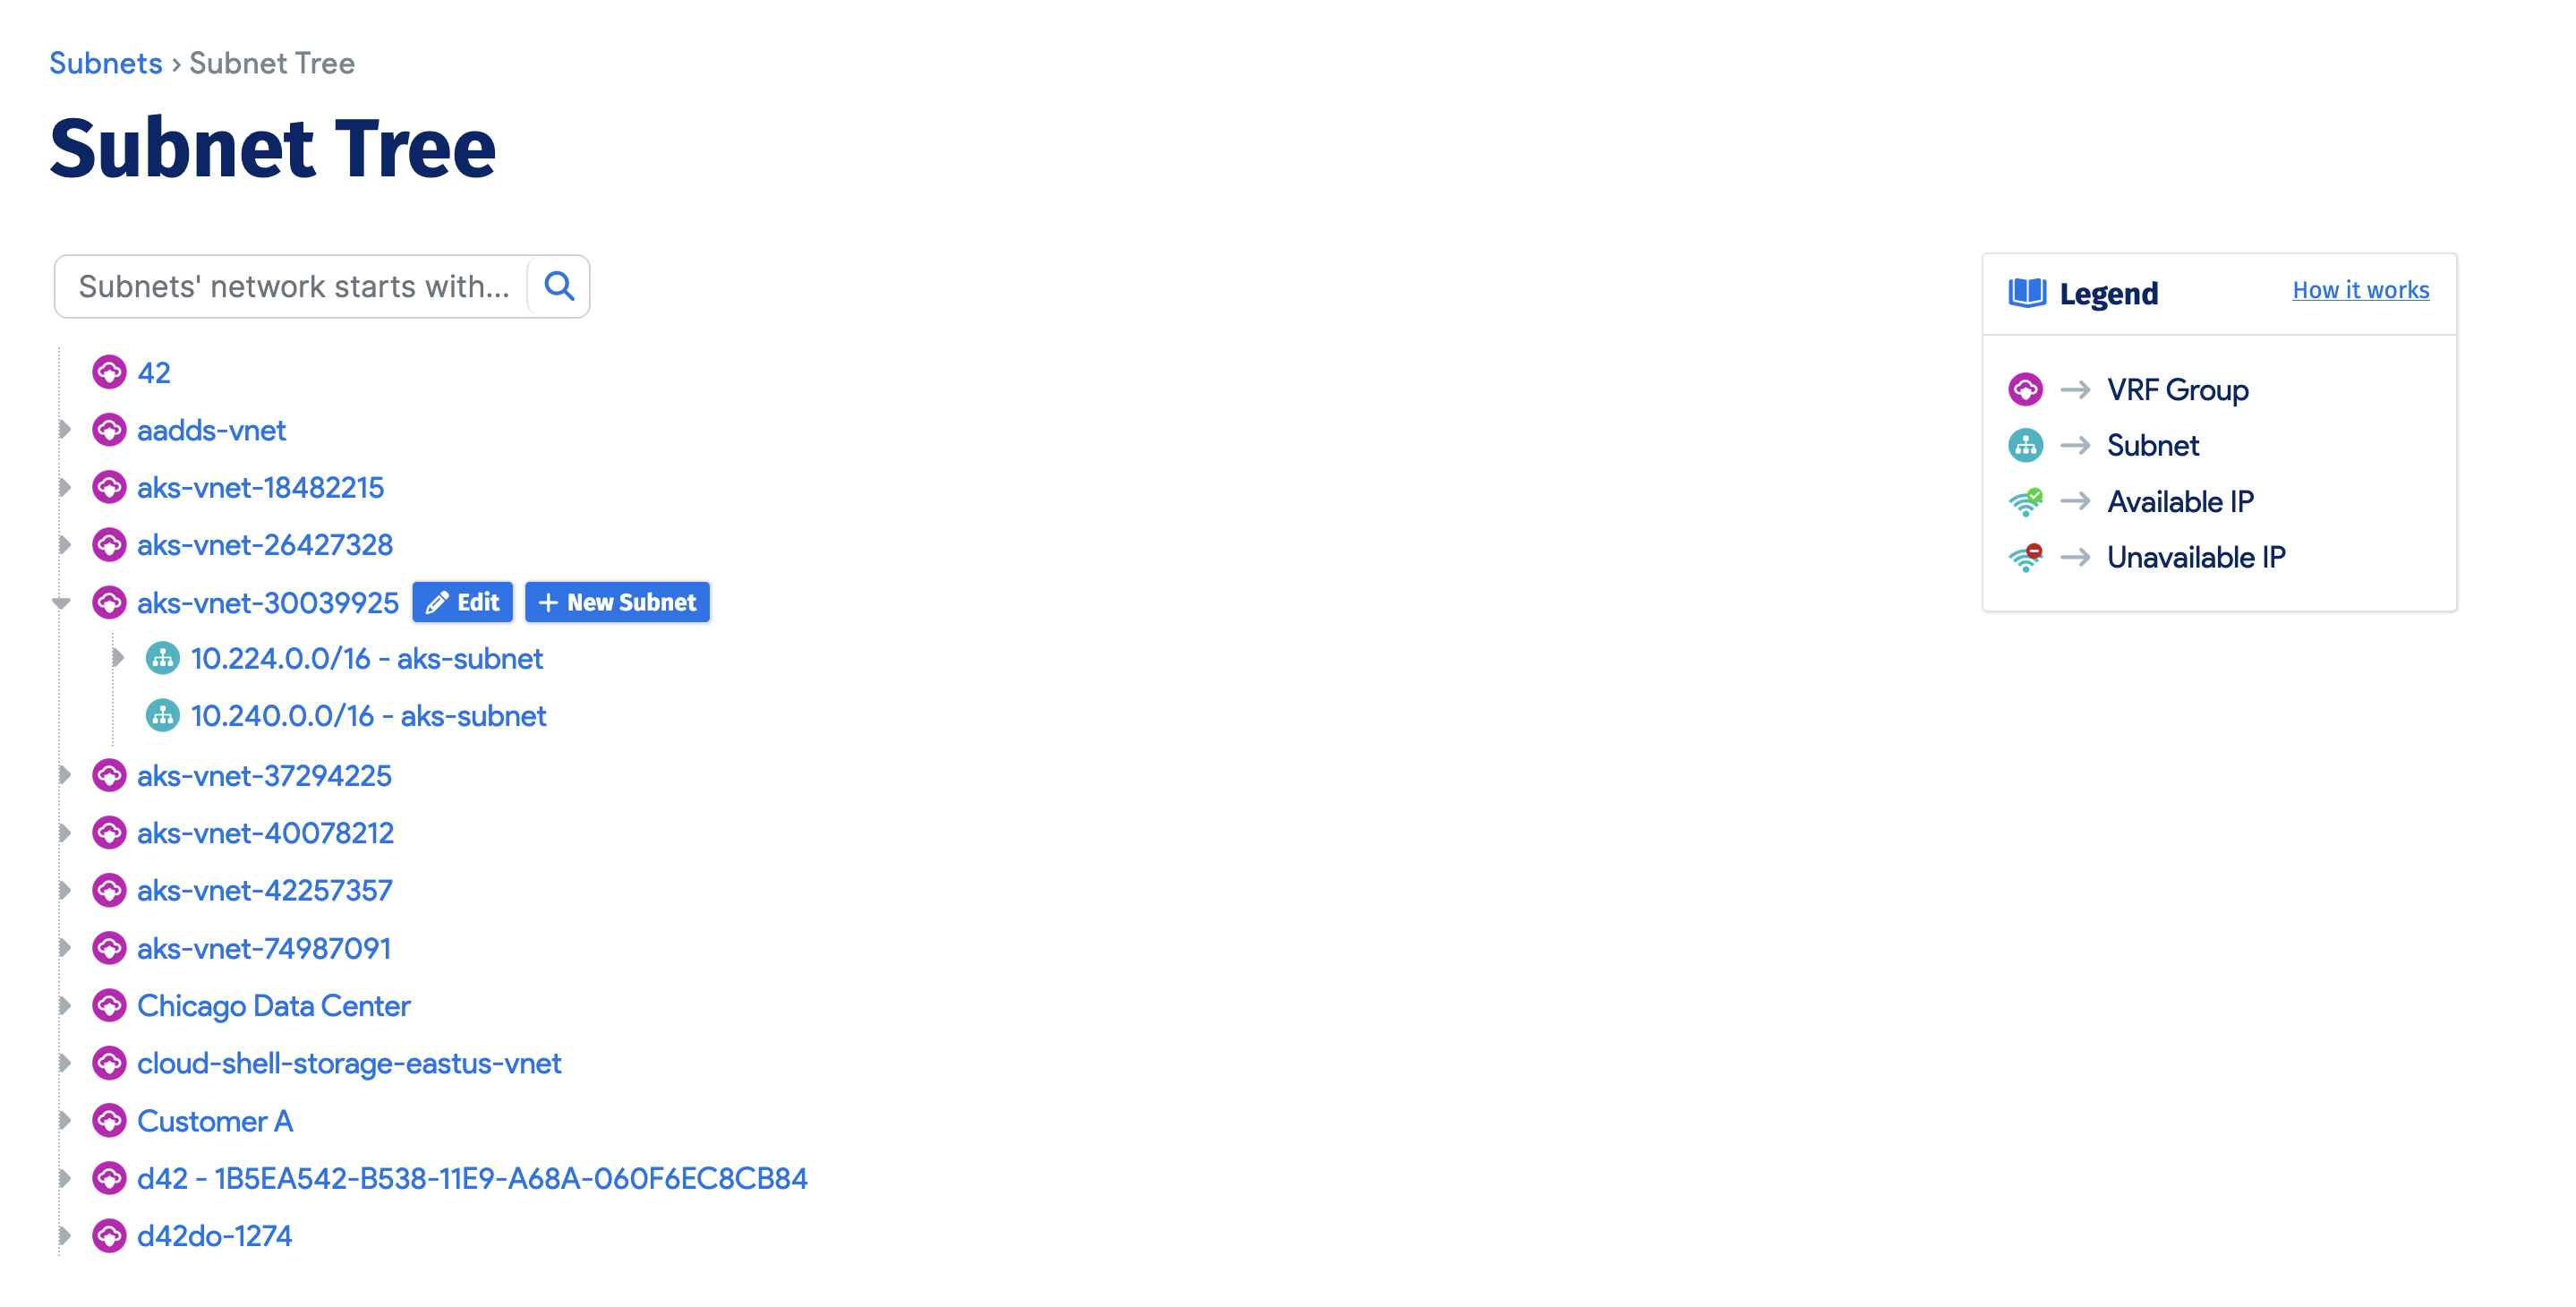 Subnets › Subnet Tree
Subnet Tree
Subnets' network starts with...
42
aadds-vnet
aks-vnet-18482215
aks-vnet-26427328
aks-vnet-30039925 Edit + New Subnet
10.224.0.0/16 - aks-subnet
10.240.0.0/16 - aks-subnet
aks-vnet-37294225
aks-vnet-40078212
aks-vnet-42257357
aks-vnet-74987091
Chicago Data Center
cloud-shell-storage-eastus-vnet
Customer A
d42 - 1B5EA542-B538-11E9-A68A-060F6EC8CB84
d42do-1274
Legend How it works
VRF Group
Subnet
Available IP
Unavailable IP